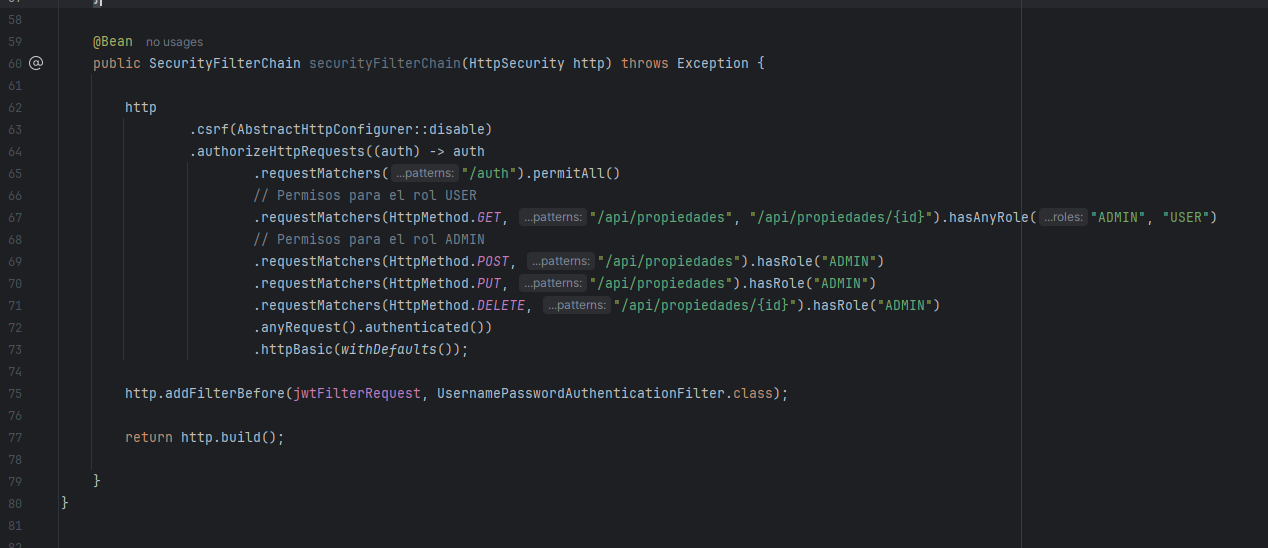 57 }
58
59 @Bean no usages
60 @ public SecurityFilterChain securityFilterChain(HttpSecurity http) throws Exception {
61
62 http
63 .csrf(AbstractHttpConfigurer::disable)
64 .authorizeHttpRequests((auth) -> auth
65 .requestMatchers( ...patterns: "/auth").permitAll()
66 // Permisos para el rol USER
67 .requestMatchers(HttpMethod.GET, ...patterns: "/api/propiedades", "/api/propiedades/{id}").hasAnyRole( ...roles: "ADMIN", "USER")
68 // Permisos para el rol ADMIN
69 .requestMatchers(HttpMethod.POST, ...patterns: "/api/propiedades").hasRole("ADMIN")
70 .requestMatchers(HttpMethod.PUT, ...patterns: "/api/propiedades").hasRole("ADMIN")
71 .requestMatchers(HttpMethod.DELETE, ...patterns: "/api/propiedades/{id}").hasRole("ADMIN")
72 .anyRequest().authenticated())
73 .httpBasic(withDefaults());
74
75 http.addFilterBefore(jwtFilterRequest, UsernamePasswordAuthenticationFilter.class);
76
77 return http.build();
78
79 }
80 }
81
82